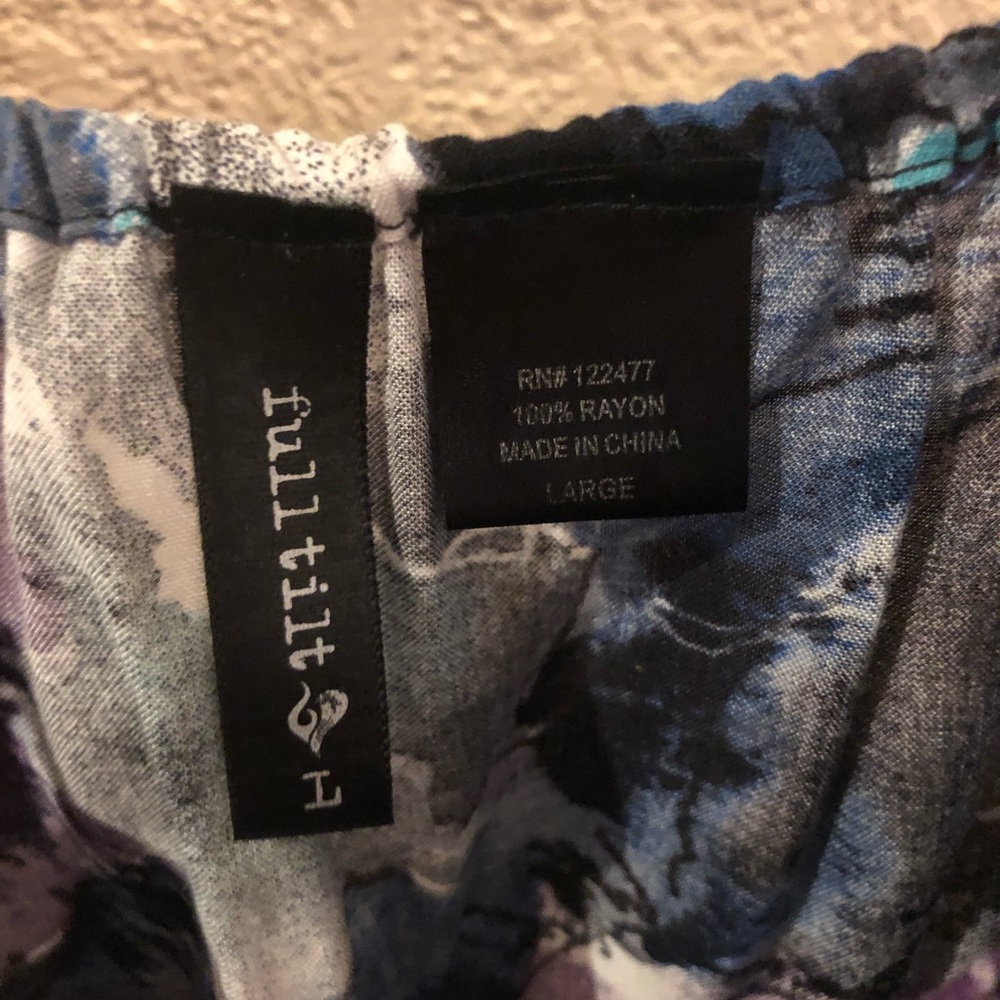 full tilt L
RN# 122477
100% RAYON
MADE IN CHINA
LARGE